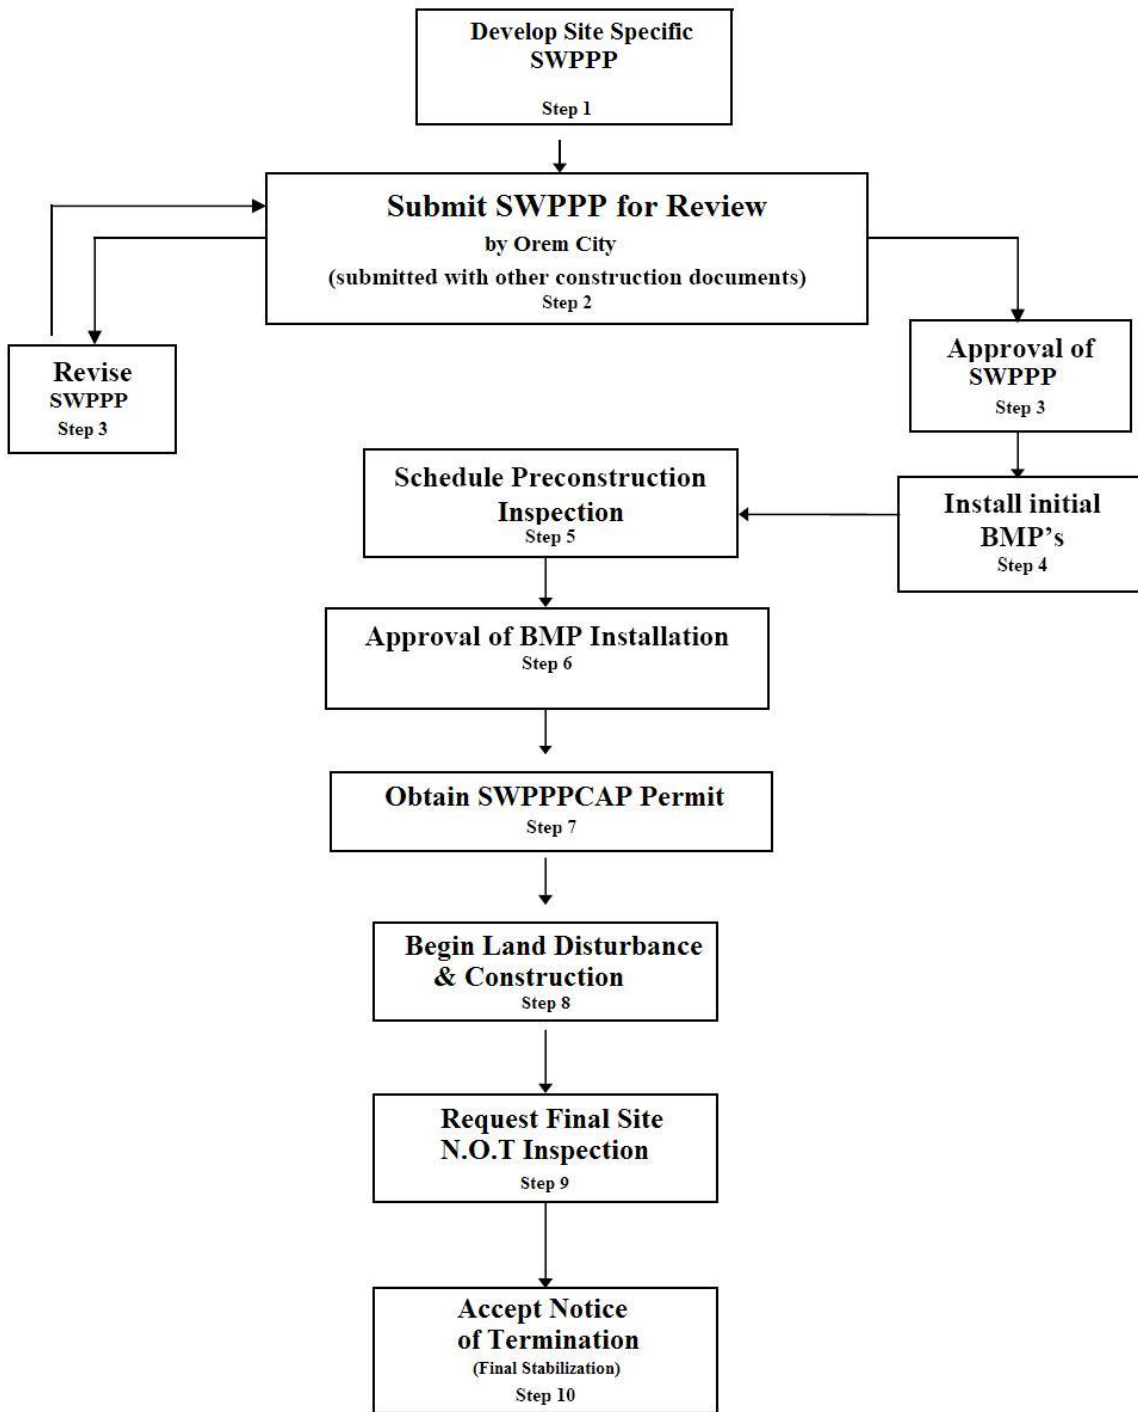 Develop Site Specific
SWPPP
Step 1
Submit SWPPP for Review
by Orem City
(submitted with other construction documents)
Step 2
Revise
SWPPP
Step 3
Approval of
SWPPP
Step 3
Install initial
BMP’s
Step 4
Schedule Preconstruction
Inspection
Step 5
Approval of BMP Installation
Step 6
Obtain SWPPPCAP Permit
Step 7
Begin Land Disturbance
& Construction
Step 8
Request Final Site
N.O.T Inspection
Step 9
Accept Notice
of Termination
(Final Stabilization)
Step 10